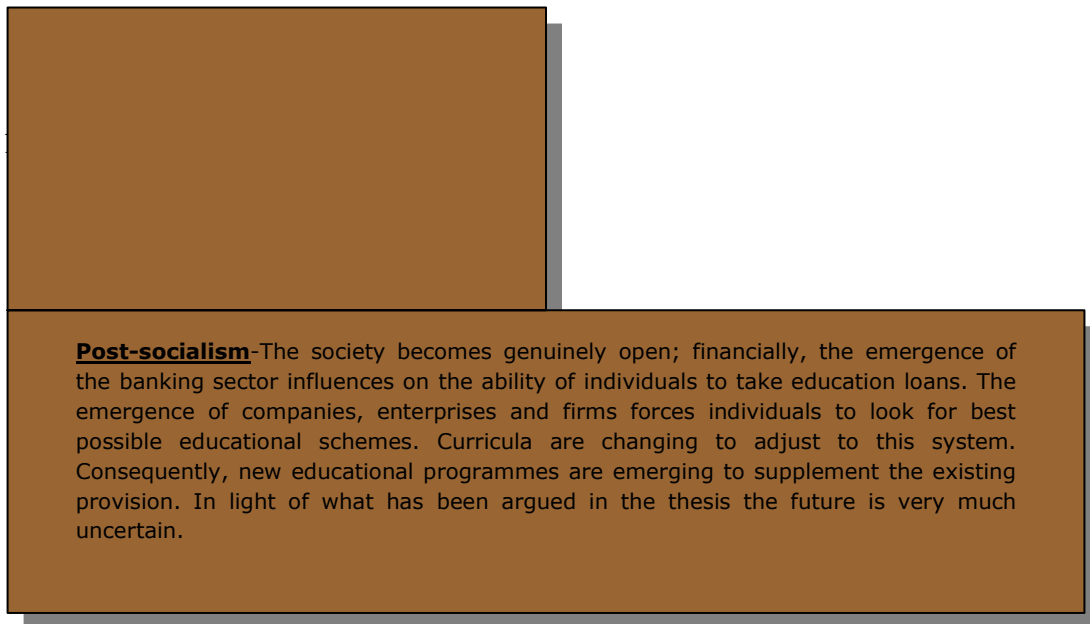 Post-socialism-The society becomes genuinely open; financially, the emergence of
the banking sector influences on the ability of individuals to take education loans. The
emergence of companies, enterprises and firms forces individuals to look for best
possible educational schemes. Curricula are changing to adjust to this system.
Consequently, new educational programmes are emerging to supplement the existing
provision. In light of what has been argued in the thesis the future is very much
uncertain.